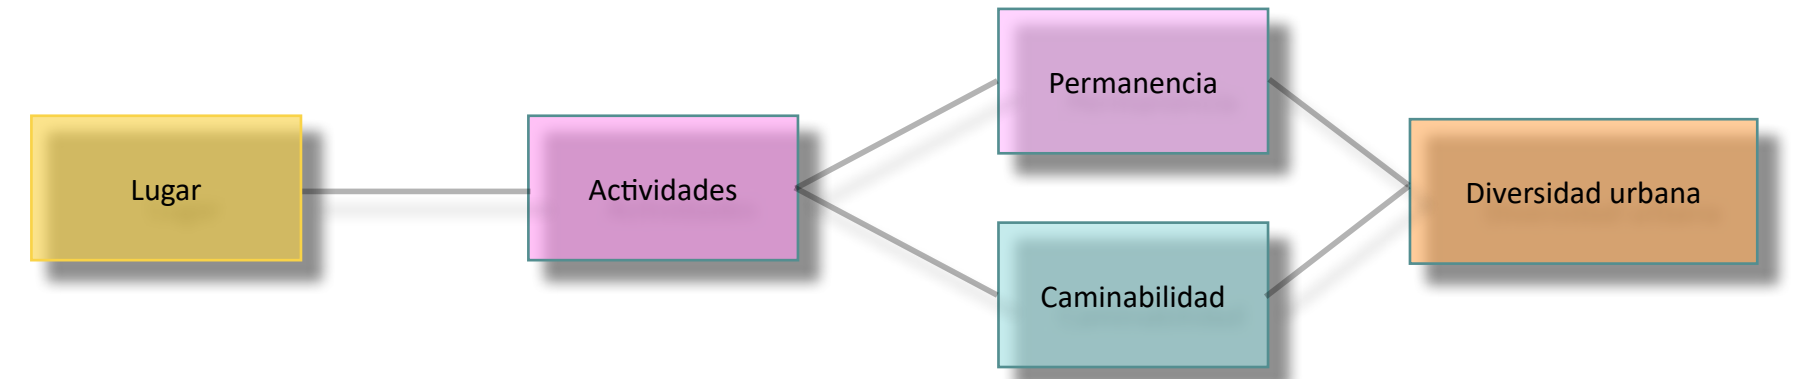 Lugar
Actividades
Permanencia
Caminabilidad
Diversidad urbana